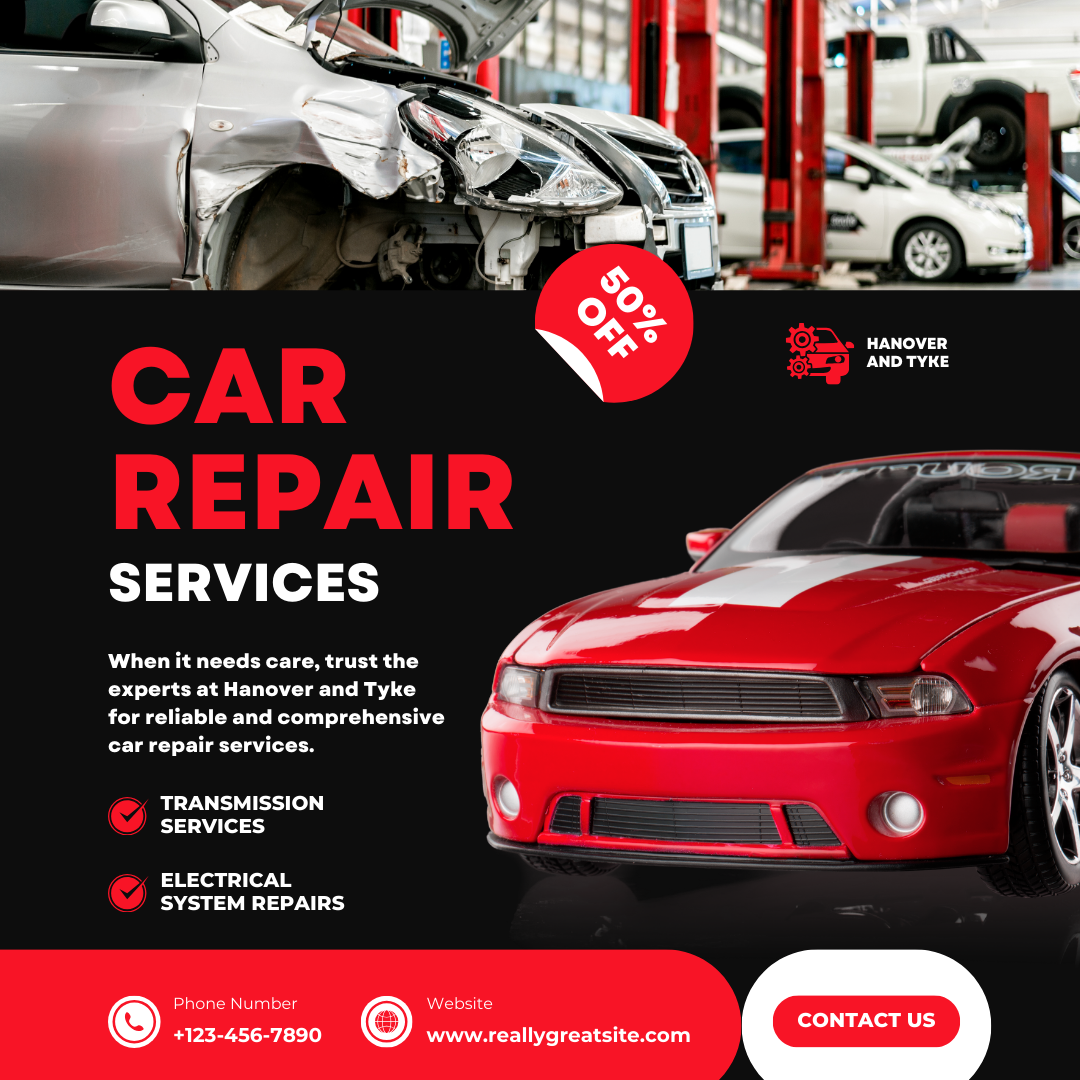 50%
OFF
HANOVER
AND TYKE
CAR
REPAIR
SERVICES
When it needs care, trust the
experts at Hanover and Tyke
for reliable and comprehensive
car repair services.
TRANSMISSION
SERVICES
ELECTRICAL
SYSTEM REPAIRS
Phone Number
+123-456-7890
Website
www.reallygreatsite.com
CONTACT US